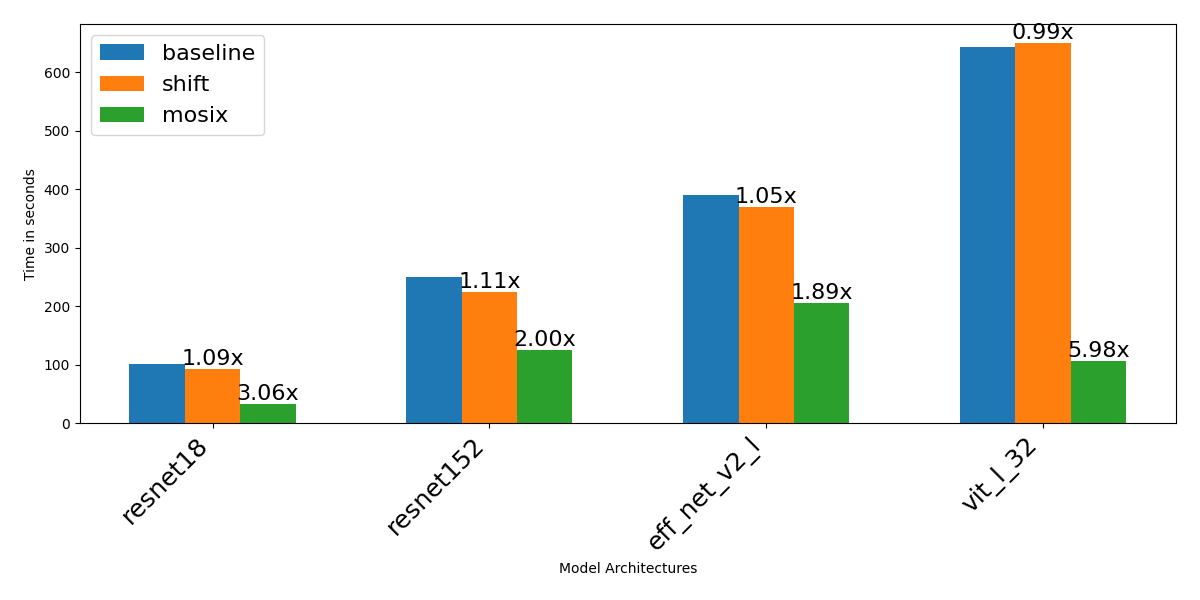 baseline
shift
mosix
Time in seconds
600
500
400
300
200
100
0
1.09x
3.06x
1.11x
2.00x
1.05x
1.89x
0.99x
5.98x
resnet18
resnet152
eff_net_v2_l
vit_l_32
Model Architectures